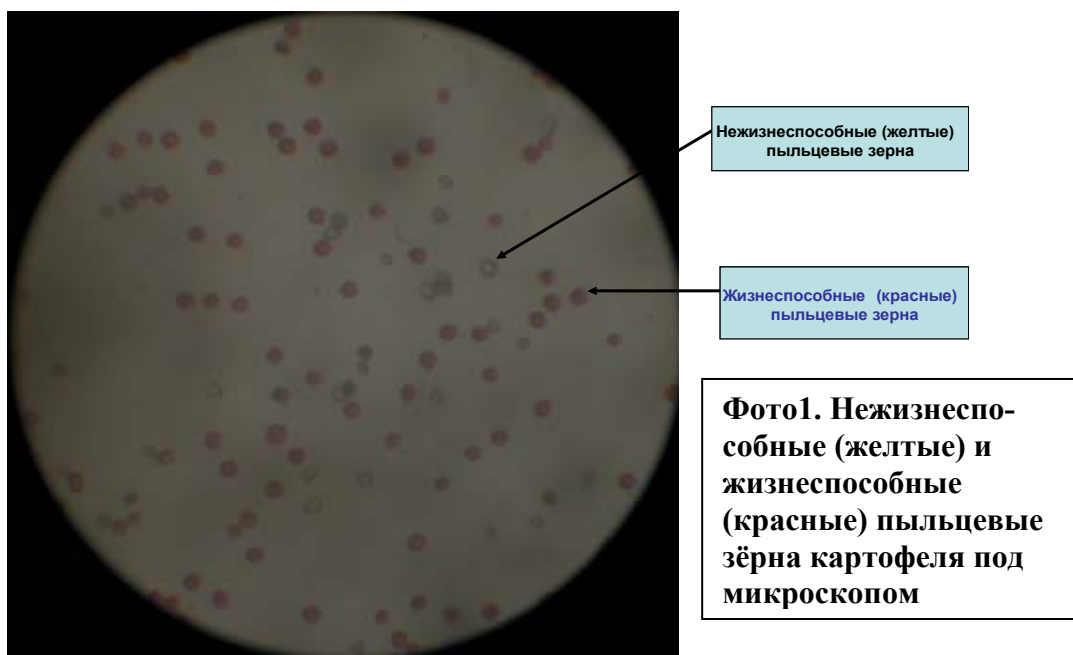 Нежизнеспособные (желтые)
пыльцевые зерна
Жизнеспособные (красные)
пыльцевые зерна
Фото1. Нежизнеспо-
собные (желтые) и
жизнеспособные
(красные) пыльцевые
зёрна картофеля под
микроскопом